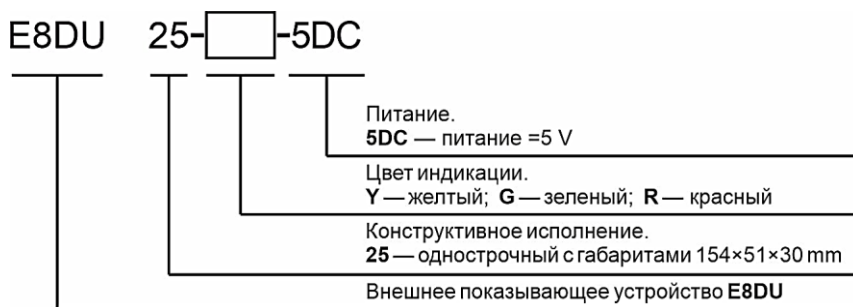 E8DU 25- -5DC
Питание.
5DC — питание =5 V
Цвет индикации.
Y — желтый; G — зеленый; R — красный
Конструктивное исполнение.
25 — однострочный с габаритами 154×51×30 mm
Внешнее показывающее устройство E8DU